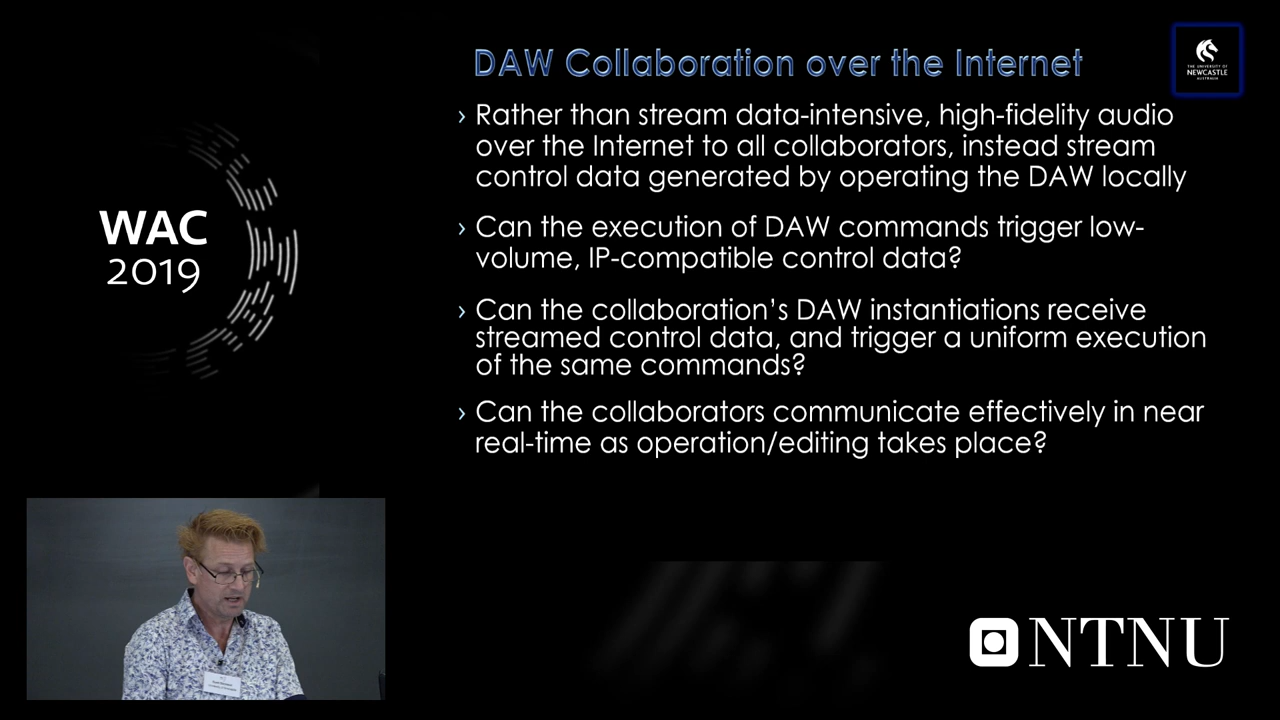 DAW Collaboration over the Internet
THE UNIVERSITY OF
NEWCASTLE
AUSTRALIA
› Rather than stream data-intensive, high-fidelity audio
over the Internet to all collaborators, instead stream
control data generated by operating the DAW locally
› Can the execution of DAW commands trigger low-
volume, IP-compatible control data?
› Can the collaboration's DAW instantiations receive
streamed control data, and trigger a uniform execution
of the same commands?
› Can the collaborators communicate effectively in near
real-time as operation/editing takes place?
WAC
2019
NTNU